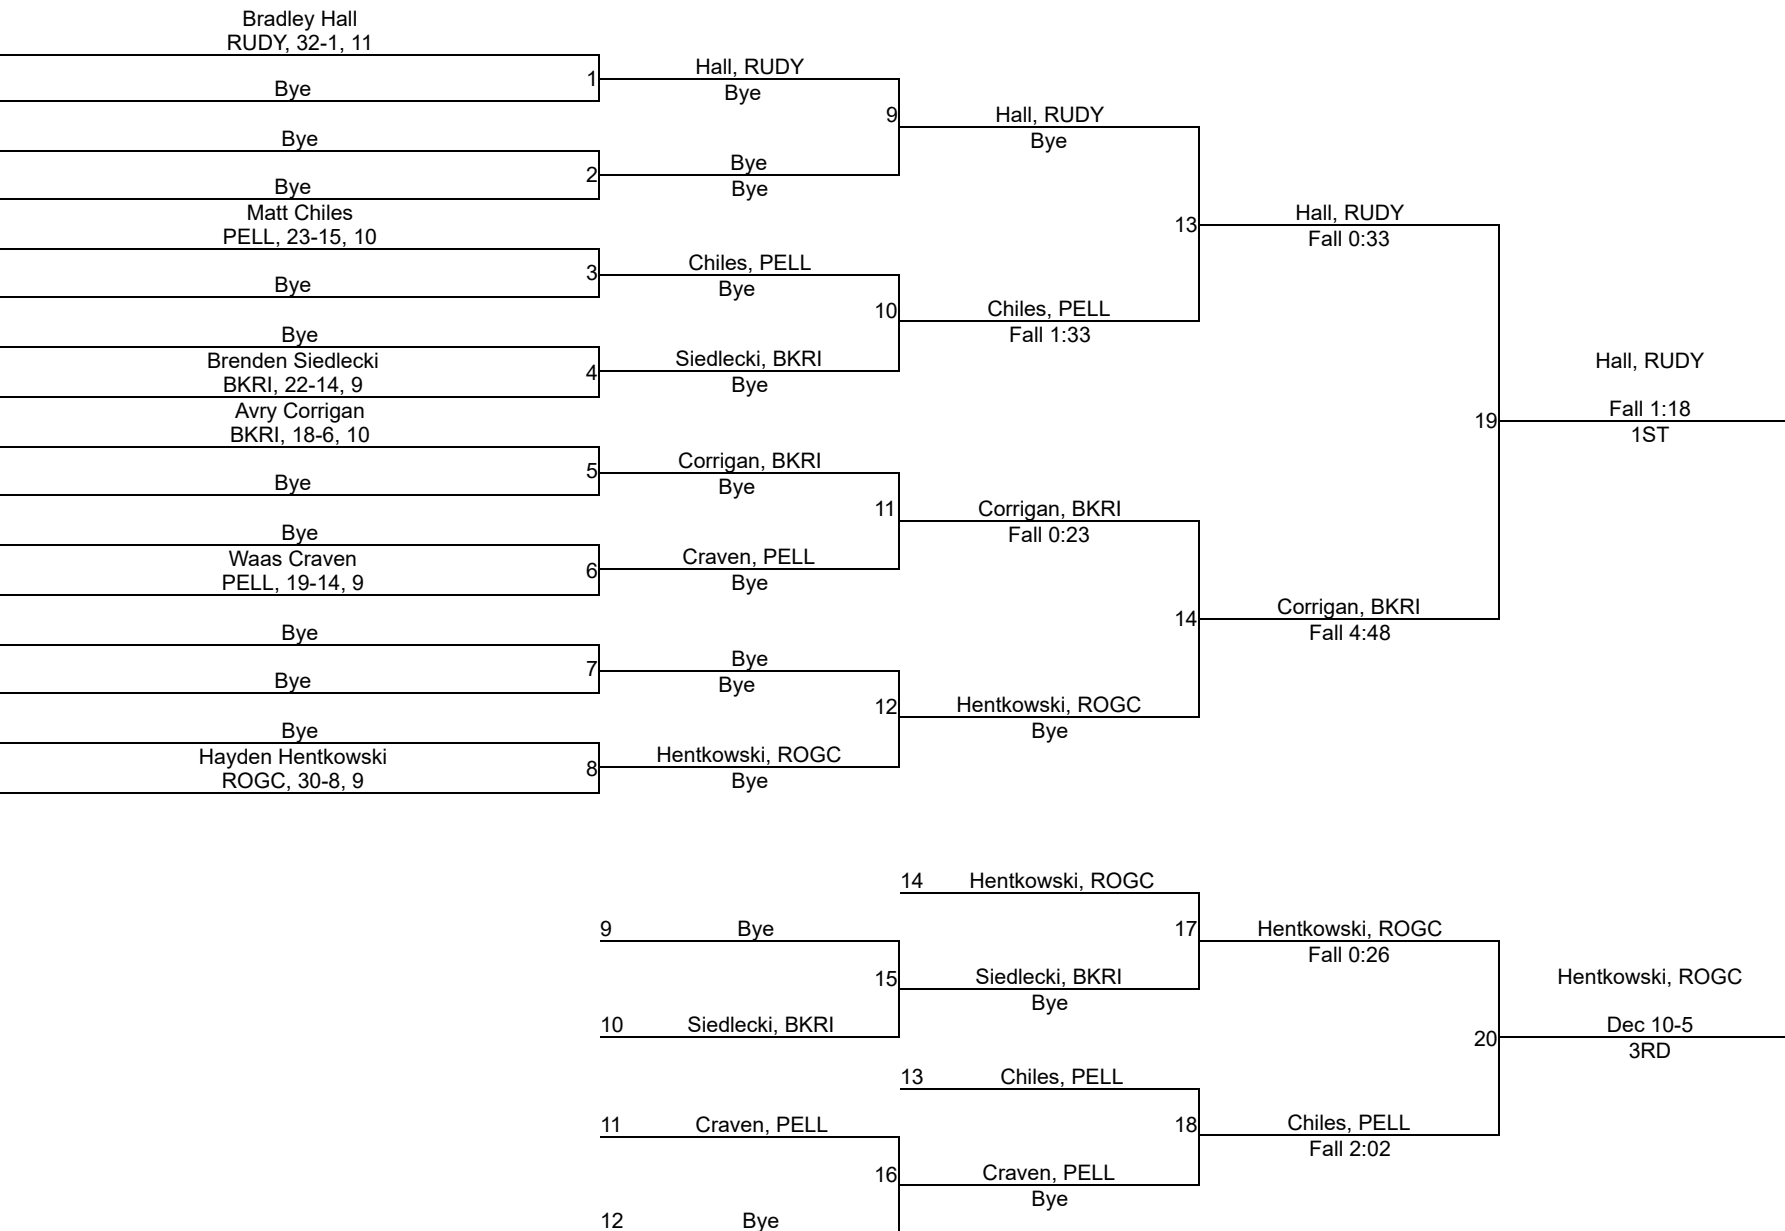 Bradley Hall
RUDY, 32-1, 11
Bye
1
Bye
Bye
2
Matt Chiles
PELL, 23-15, 10
Bye
3
Bye
Brenden Siedlecki
BKRI, 22-14, 9
4
Avry Corrigan
BKRI, 18-6, 10
Bye
5
Bye
Waas Craven
PELL, 19-14, 9
6
Bye
Bye
7
Bye
Hayden Hentkowski
ROGC, 30-8, 9
8
Hall, RUDY
Bye
9
Bye
Bye
Chiles, PELL
Bye
10
Siedlecki, BKRI
Bye
Corrigan, BKRI
Bye
11
Craven, PELL
Bye
Bye
Bye
12
Hentkowski, ROGC
Bye
Hall, RUDY
Bye
13
Chiles, PELL
Fall 1:33
Corrigan, BKRI
Fall 0:23
14
Hentkowski, ROGC
Bye
Hall, RUDY
Fall 0:33
19
Corrigan, BKRI
Fall 4:48
Hall, RUDY
Fall 1:18
1ST
14 Hentkowski, ROGC
9 Bye
17
15
Siedlecki, BKRI
Bye
10 Siedlecki, BKRI
13 Chiles, PELL
11 Craven, PELL
18
16
Craven, PELL
Bye
12 Bye
Hentkowski, ROGC
Fall 0:26
20
Chiles, PELL
Fall 2:02
Hentkowski, ROGC
Dec 10-5
3RD